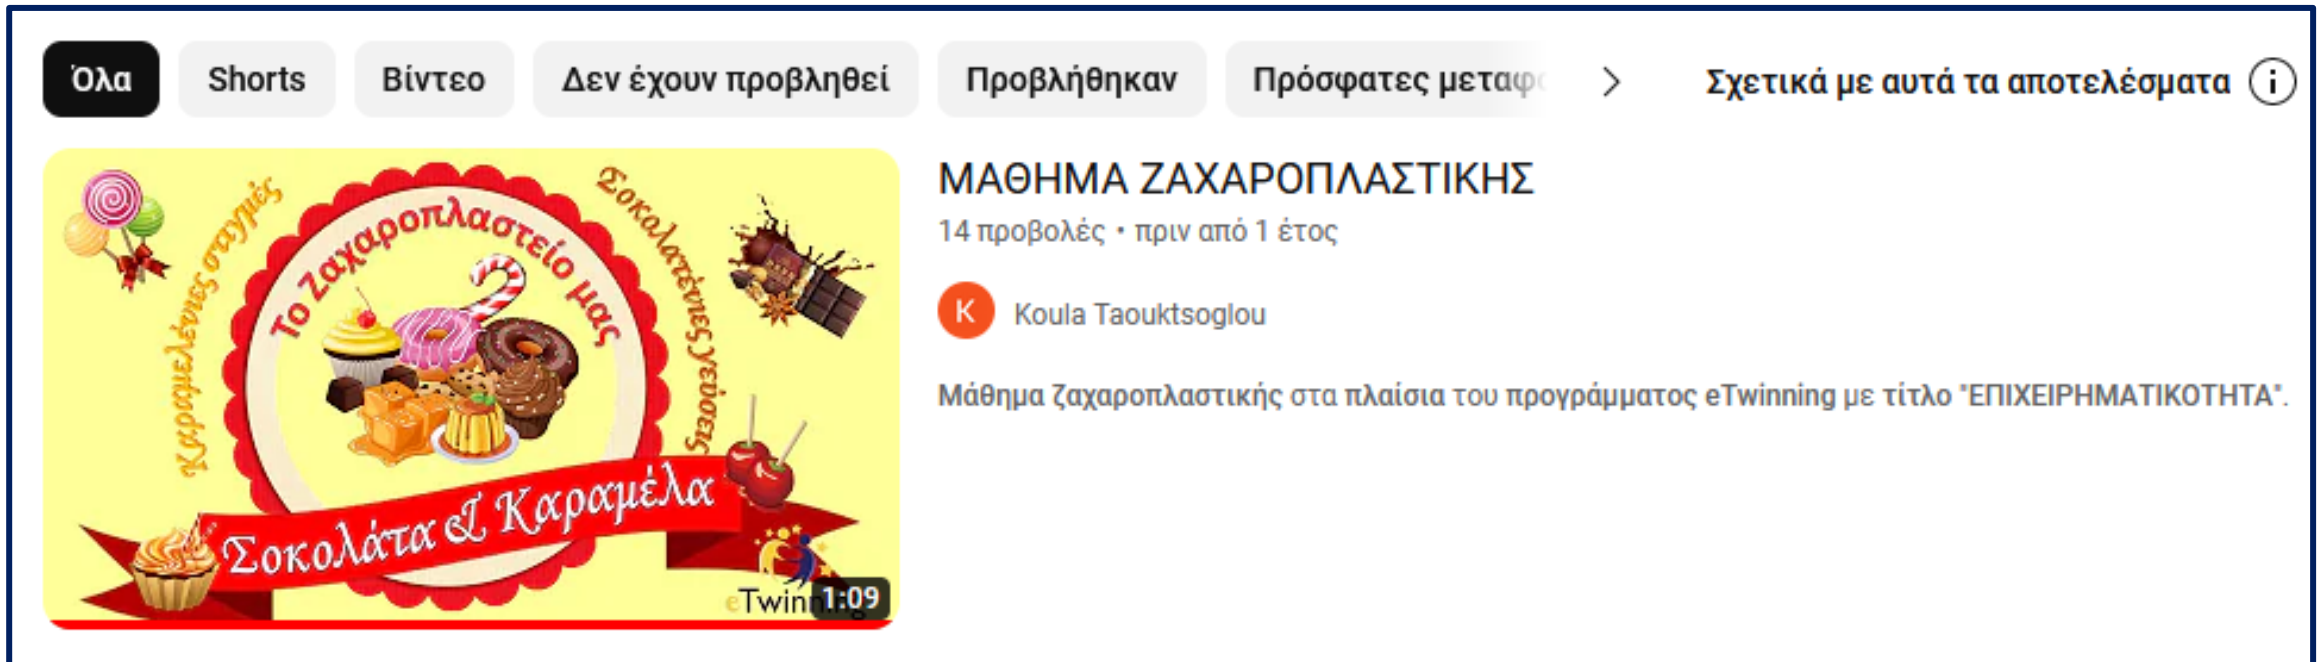 Όλα
Shorts
Βίντεο
Δεν έχουν προβληθεί
Προβλήθηκαν
Πρόσφατες μεταφ
Σχετικά με αυτά τα αποτελέσματα
Καραμελένιες σταγμές
Το Ζαχαροπλαστείο μας
Σοκολατένιες γεύσεις
Σοκολάτα & Καραμέλα
eTwinning
1:09
ΜΑΘΗΜΑ ΖΑΧΑΡΟΠΛΑΣΤΙΚΗΣ
14 προβολές • πριν από 1 έτος
K
Koula Taouktsoglou
Μάθημα ζαχαροπλαστικής στα πλαίσια του προγράμματος eTwinning με τίτλο "ΕΠΙΧΕΙΡΗΜΑΤΙΚΟΤΗΤΑ".